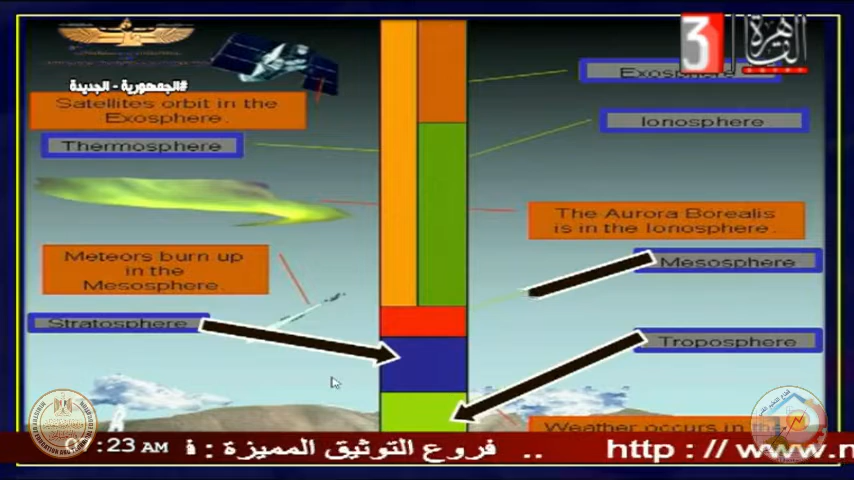 3
القاهرة
#الجمهورية - الجديدة
Satellites orbit in the
Exosphere.
Exosphere
Ionosphere
Thermosphere
The Aurora Borealis
is in the Ionosphere.
Meteors burn up
in the
Mesosphere.
Mesosphere
Stratosphere
Troposphere
Weather occurs in the
:23 AM
فروع التوثيق المميزة : ف
.. http : // www.n